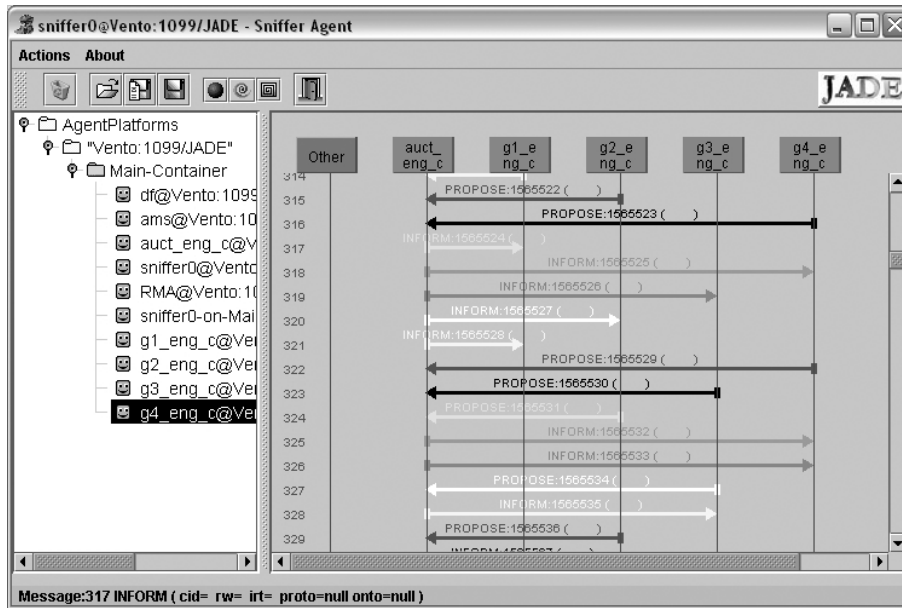 sniffer0@Vento:1099/JADE - Sniffer Agent
Actions About
JADE
AgentPlatforms
"Vento:1099/JADE"
Main-Container
df@Vento:1099
ams@Vento:10
auct_eng_c@V
sniffer0@Vento
RMA@Vento:10
sniffer0-on-Mai
g1_eng_c@Ve
g2_eng_c@Ve
g3_eng_c@Ve
g4_eng_c@Ve
Other
auct_
eng_c
g1_e
ng_c
g2_e
ng_c
g3_e
ng_c
g4_e
ng_c
314
315 PROPOSE:1565522 ( )
316 PROPOSE:1565523 ( )
317 INFORM:1565524 ( )
318 INFORM:1565525 ( )
319 INFORM:1565526 ( )
320 INFORM:1565527 ( )
321 INFORM:1565528 ( )
322 PROPOSE:1565529 ( )
323 PROPOSE:1565530 ( )
324 PROPOSE:1565531 ( )
325 INFORM:1565532 ( )
326 INFORM:1565533 ( )
327 PROPOSE:1565534 ( )
328 INFORM:1565535 ( )
329 PROPOSE:1565536 ( )
INFORM:1565537 ( )
Message:317 INFORM ( cid= rw= irt= proto=null onto=null )